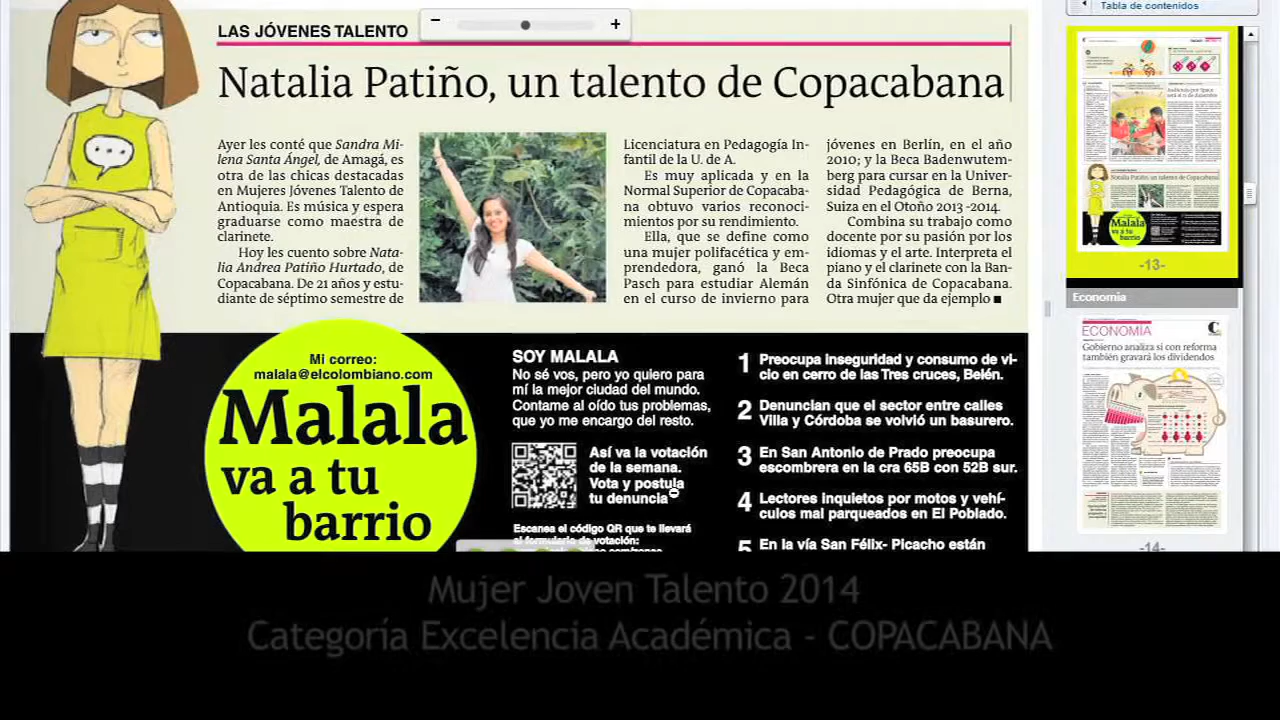 Tabla de contenidos
LAS JÓVENES TALENTO
Natalia Patiño, un talento de Copacabana
Ayer les conté que Sandra Mi-
lena Santa Ángel, de Amagá, es
otra de las chicas destacadas
en Mujeres Jóvenes Talento de
Antioquia. Es música y espera
graduarse como maestra de
clarinete.
Hoy les cuento sobre Nata-
lia Andrea Patiño Hurtado, de
Copacabana. De 21 años y estu-
diante de séptimo semestre de
Licenciatura en Pedagogía In-
fantil de la U. de A.
Es muy aplicada y en la
Normal Superior de Copacaba-
na obtuvo varios reconoci-
mientos por su rendimiento.
Ella, que se define como
una mujer polifacética y em-
prendedora, ganó la Beca
Pasch para estudiar Alemán
en el curso de invierno para
jóvenes en Berlín, en el año
2010; y la Beca Badenwutem-
berg para cursar en la Univer-
sidad Pedagógica de Berna,
Suiza en el Otoño 2013 -2014.
Combina su trabajo como
docente con su pasión por los
idiomas y el arte. Interpreta el
piano y el clarinete con la Ban-
da Sinfónica de Copacabana.
Otra mujer que da ejemplo ■
Mi correo:
malala@elcolombiano.com
Malala
va a tu
barrio
SOY MALALA
No sé vos, pero yo quiero para
mí la mejor ciudad del mundo.
Contame al oído tus problemas,
que yo me encargo del resto.
Así va la votación
de la semana.
Vota y postula
tu denuncia
Escanea el código QR que te llevará
al formulario de votación:
1 Preocupa inseguridad y consumo de vi-
cio en cerro de las Tres cruces, Belén.
2 Denuncian que el sector entre calles
Villa y Córdoba se volvió un basurero.
3 En San Antonio de Prado preocupa
escombrera en la 10BB con 52B sur.
4 Lectores inquietos por motos y vehí-
culos mal parqueados en El Poblado.
5 En la vía San Félix- Picacho están
Natalia Patiño, un talento de Copacabana
Malala
va a tu
barrio
-13-
Economía
ECONOMÍA
Gobierno analiza si con reforma
también gravará los dividendos
-14-
Mujer Joven Talento 2014
Categoría Excelencia Académica - COPACABANA